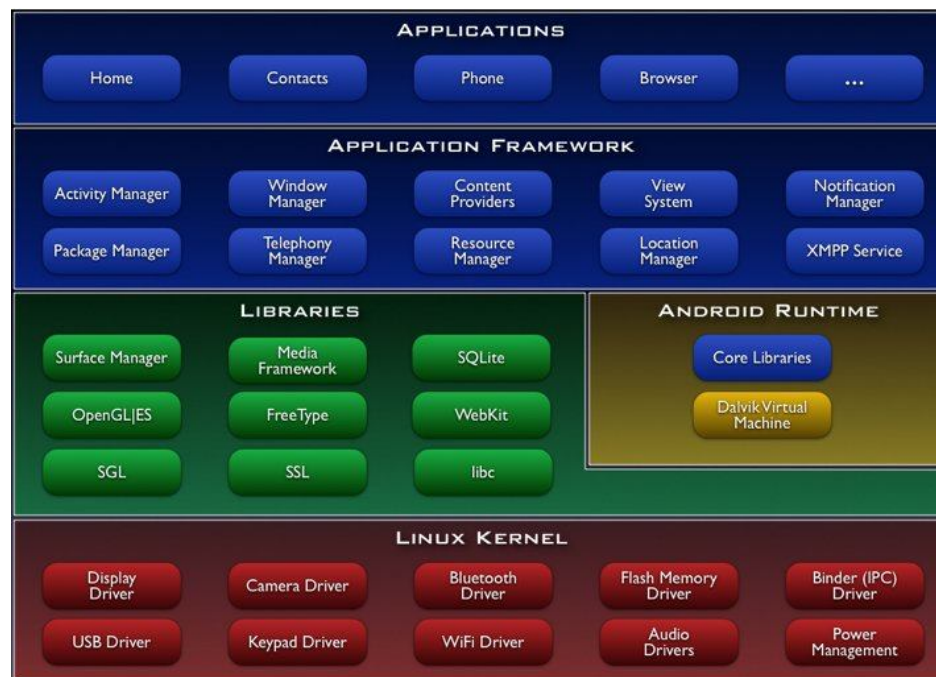 APPLICATIONS
Home
Contacts
Phone
Browser
...
APPLICATION FRAMEWORK
Activity Manager
Window
Manager
Content
Providers
View
System
Notification
Manager
Package Manager
Telephony
Manager
Resource
Manager
Location
Manager
XMPP Service
LIBRARIES
Surface Manager
Media
Framework
SQLite
OpenGL|ES
FreeType
WebKit
SGL
SSL
libc
ANDROID RUNTIME
Core Libraries
Dalvik Virtual
Machine
LINUX KERNEL
Display
Driver
Camera Driver
Bluetooth
Driver
Flash Memory
Driver
Binder (IPC)
Driver
USB Driver
Keypad Driver
WiFi Driver
Audio
Drivers
Power
Management